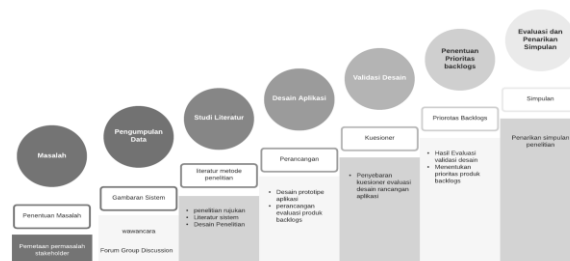 Masalah
Penentuan Masalah
Pemetaan permasalah
stakeholder
Pengumpulan
Data
Gambaran Sistem
wawancara
Forum Group Discussion
Studi Literatur
literatur metode
penelitian
penelitian rujukan
Literatur sistem
Desain Penelitian
Desain Aplikasi
Perancangan
Desain prototipe
aplikasi
perancangan
evaluasi produk
backlogs
Validasi Desain
Kuesioner
Penyebaran
kuesioner evaluasi
desain rancangan
aplikasi
Penentuan
Prioritas
backlogs
Priorotas Backlogs
Hasil Evaluasi
validasi desain
Menentukan
prioritas produk
backlogs
Evaluasi dan
Penarikan
Simpulan
Simpulan
Penarikan simpulan
penelitian